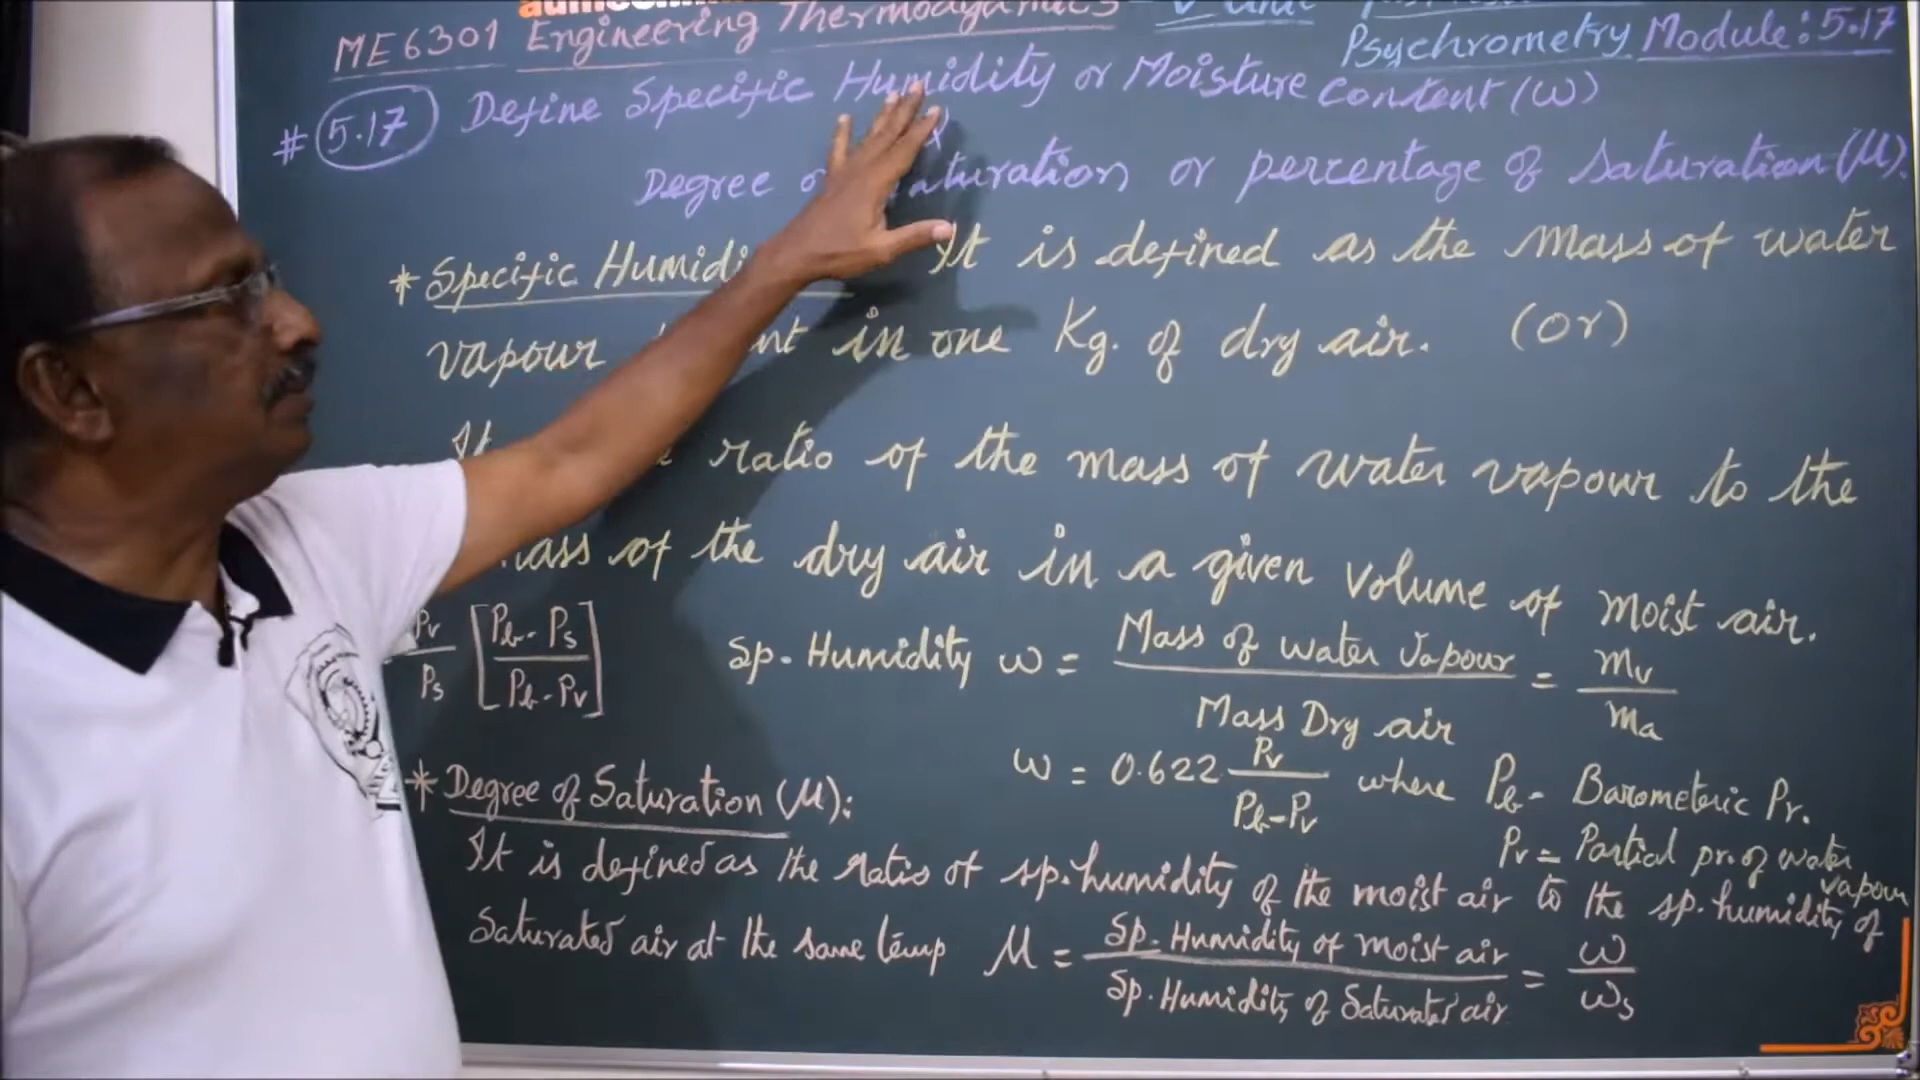 ME6301 Engineering Thermodynamics V Unit
Psychrometry Module: 5.17
# 5.17 Define Specific Humidity or Moisture content (ω)
&
Degree saturation or percentage of saturation (μ).
* Specific Humidi It is defined as the mass of water
vapour in one Kg. of dry air. (Or)
It ratio of the mass of water vapour to the
mass of the dry air in a given volume of moist air.
Pv/Ps [Pb-Ps/Pb-Pv]
Sp. Humidity ω = Mass of water vapour / Mass Dry air = mv/ma
ω = 0.622 Pv/Pb-Pv where Pb - Barometeric Pr.
Pv = Partial pr. of water vapour
* Degree of Saturation (μ):
It is defined as the ratio of sp. humidity of the moist air to the sp. humidity of
Saturated air at the same temp μ = Sp. Humidity of moist air / Sp. Humidity of Saturated air = ω/ωs